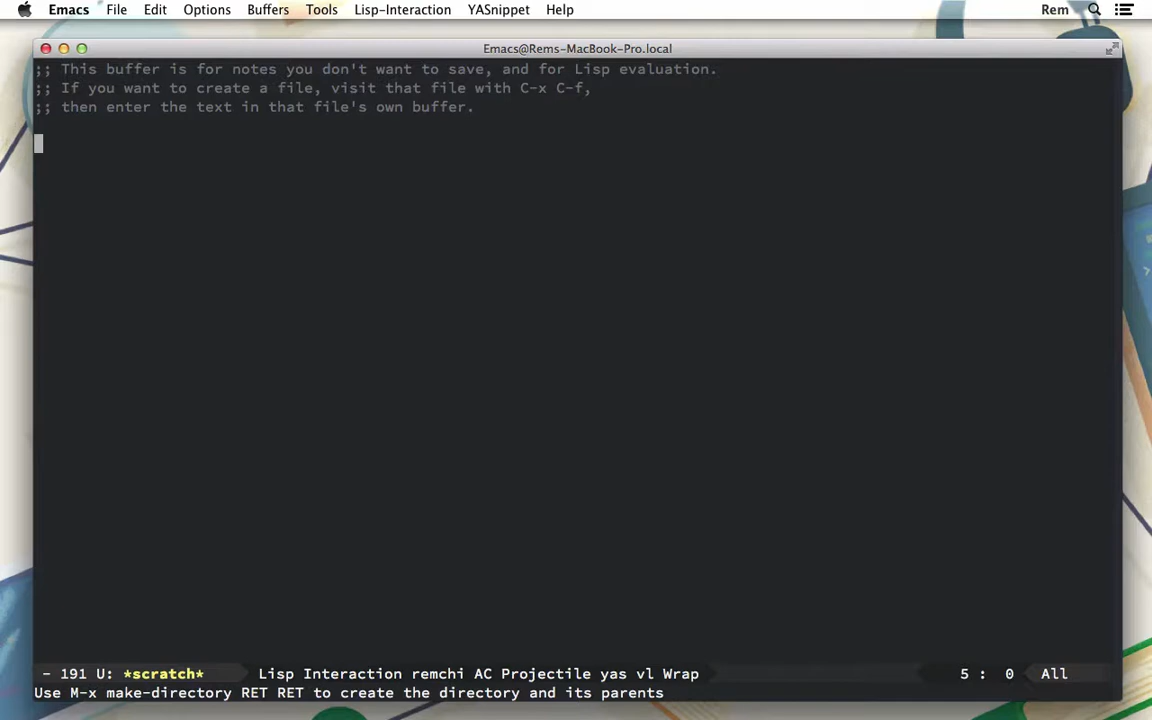 Emacs File Edit Options Buffers Tools Lisp-Interaction YASnippet Help Rem
Emacs@Rems-MacBook-Pro.local
;; This buffer is for notes you don't want to save, and for Lisp evaluation.
;; If you want to create a file, visit that file with C-x C-f,
;; then enter the text in that file's own buffer.
- 191 U: *scratch* Lisp Interaction remchi AC Projectile yas vl Wrap 5 : 0 All
Use M-x make-directory RET RET to create the directory and its parents